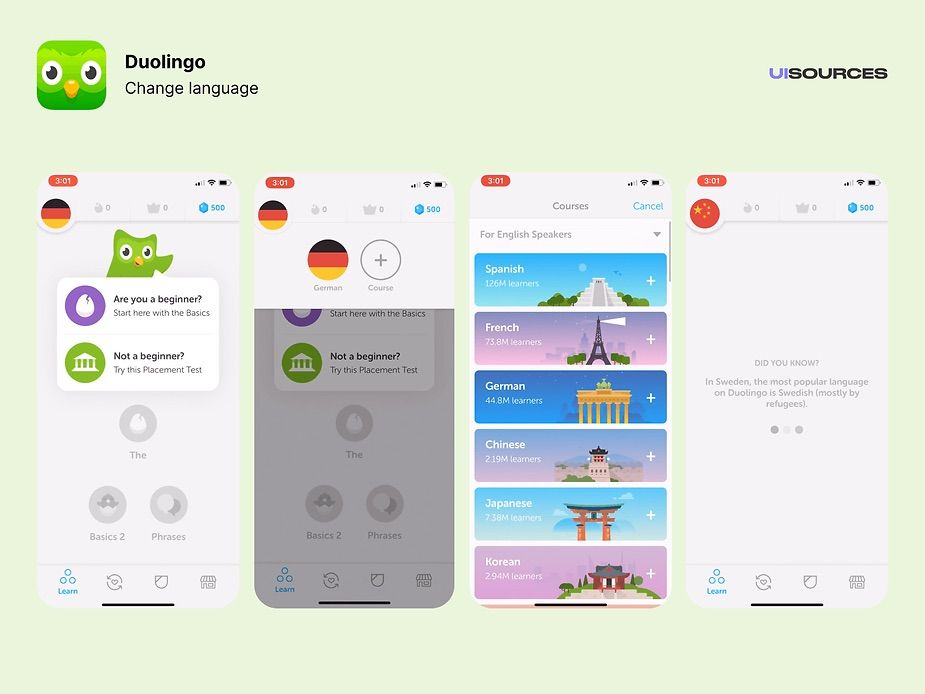 Duolingo
Change language
UISOURCES
3:01
0
0
500
Are you a beginner?
Start here with the Basics
Not a beginner?
Try this Placement Test
The
Basics 2
Phrases
Learn
3:01
0
0
500
German
Course
Start here with the Basics
Not a beginner?
Try this Placement Test
The
Basics 2
Phrases
Learn
3:01
Courses
Cancel
For English Speakers
Spanish
126M learners
French
73.8M learners
German
44.8M learners
Chinese
2.19M learners
Japanese
7.38M learners
Korean
2.94M learners
3:01
0
0
500
DID YOU KNOW?
In Sweden, the most popular language
on Duolingo is Swedish (mostly by
refugees).
Learn